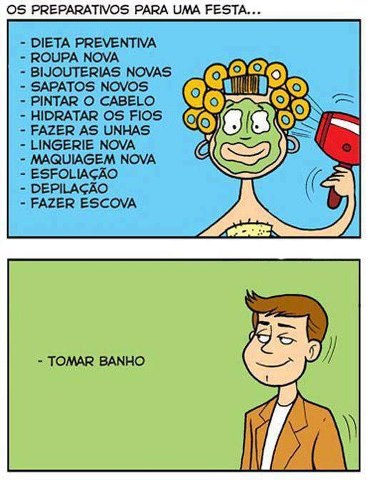 OS PREPARATIVOS PARA UMA FESTA...
- DIETA PREVENTIVA
- ROUPA NOVA
- BIJOUTERIAS NOVAS
- SAPATOS NOVOS
- PINTAR O CABELO
- HIDRATAR OS FIOS
- FAZER AS UNHAS
- LINGERIE NOVA
- MAQUIAGEM NOVA
- ESFOLIAÇÃO
- DEPILAÇÃO
- FAZER ESCOVA
- TOMAR BANHO